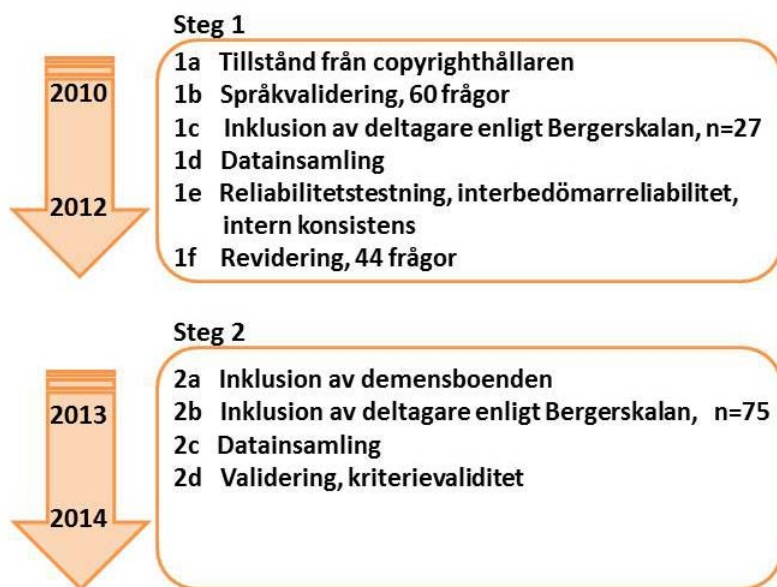 Steg 1
2010
2012
1a Tillstånd från copyrighthållaren
1b Språkvalidering, 60 frågor
1c Inklusion av deltagare enligt Bergerskalan, n=27
1d Datainsamling
1e Reliabilitetstestning, interbedömarreliabilitet,
intern konsistens
1f Revidering, 44 frågor
Steg 2
2013
2014
2a Inklusion av demensboenden
2b Inklusion av deltagare enligt Bergerskalan, n=75
2c Datainsamling
2d Validering, kriterievaliditet